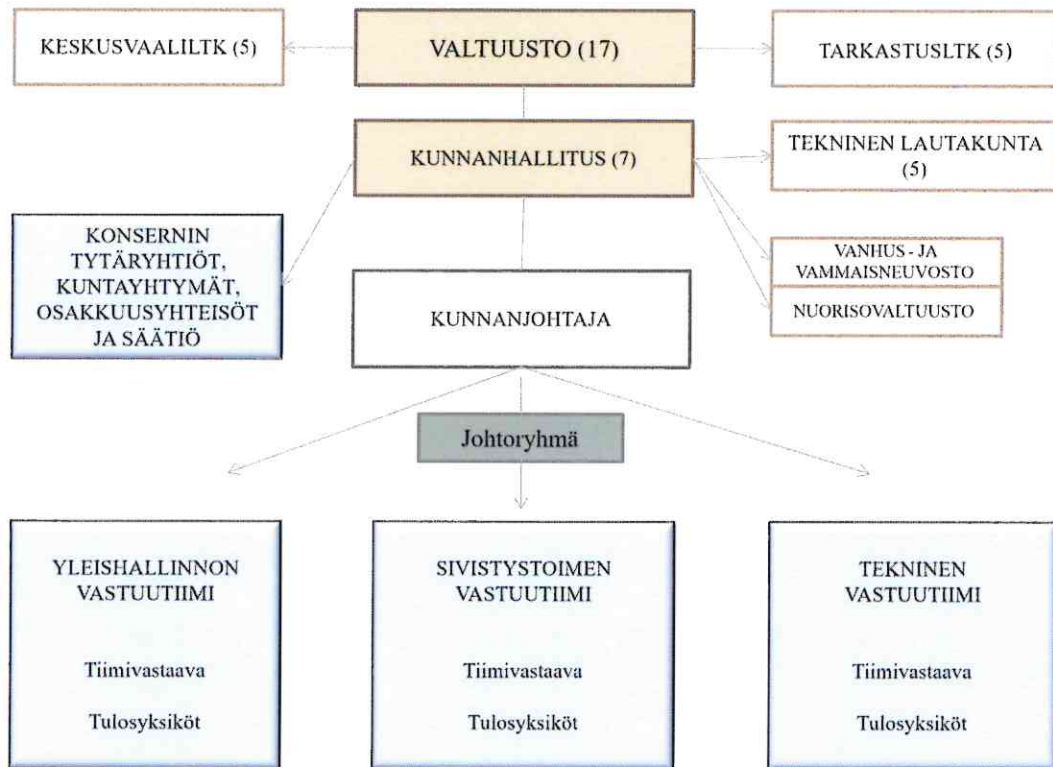 KESKUSVAALILTK (5)
VALTUUSTO (17)
TARKASTUSLTK (5)
KUNNANHALLITUS (7)
TEKNINEN LAUTAKUNTA
(5)
KONSERNIN
TYTÄRYHTIÖT,
KUNTAYHTYMÄT,
OSAKKUUSYHTEISÖT
JA SÄÄTIÖ
KUNNANJOHTAJA
VANHUS - JA
VAMMAISNEUVOSTO
NUORISOVALTUUSTO
Johtoryhmä
YLEISHALLINNON
VASTUUTIIMI
Tiimivastaava
Tulosyksiköt
SIVISTYSTOIMEN
VASTUUTIIMI
Tiimivastaava
Tulosyksiköt
TEKNINEN
VASTUUTIIMI
Tiimivastaava
Tulosyksiköt